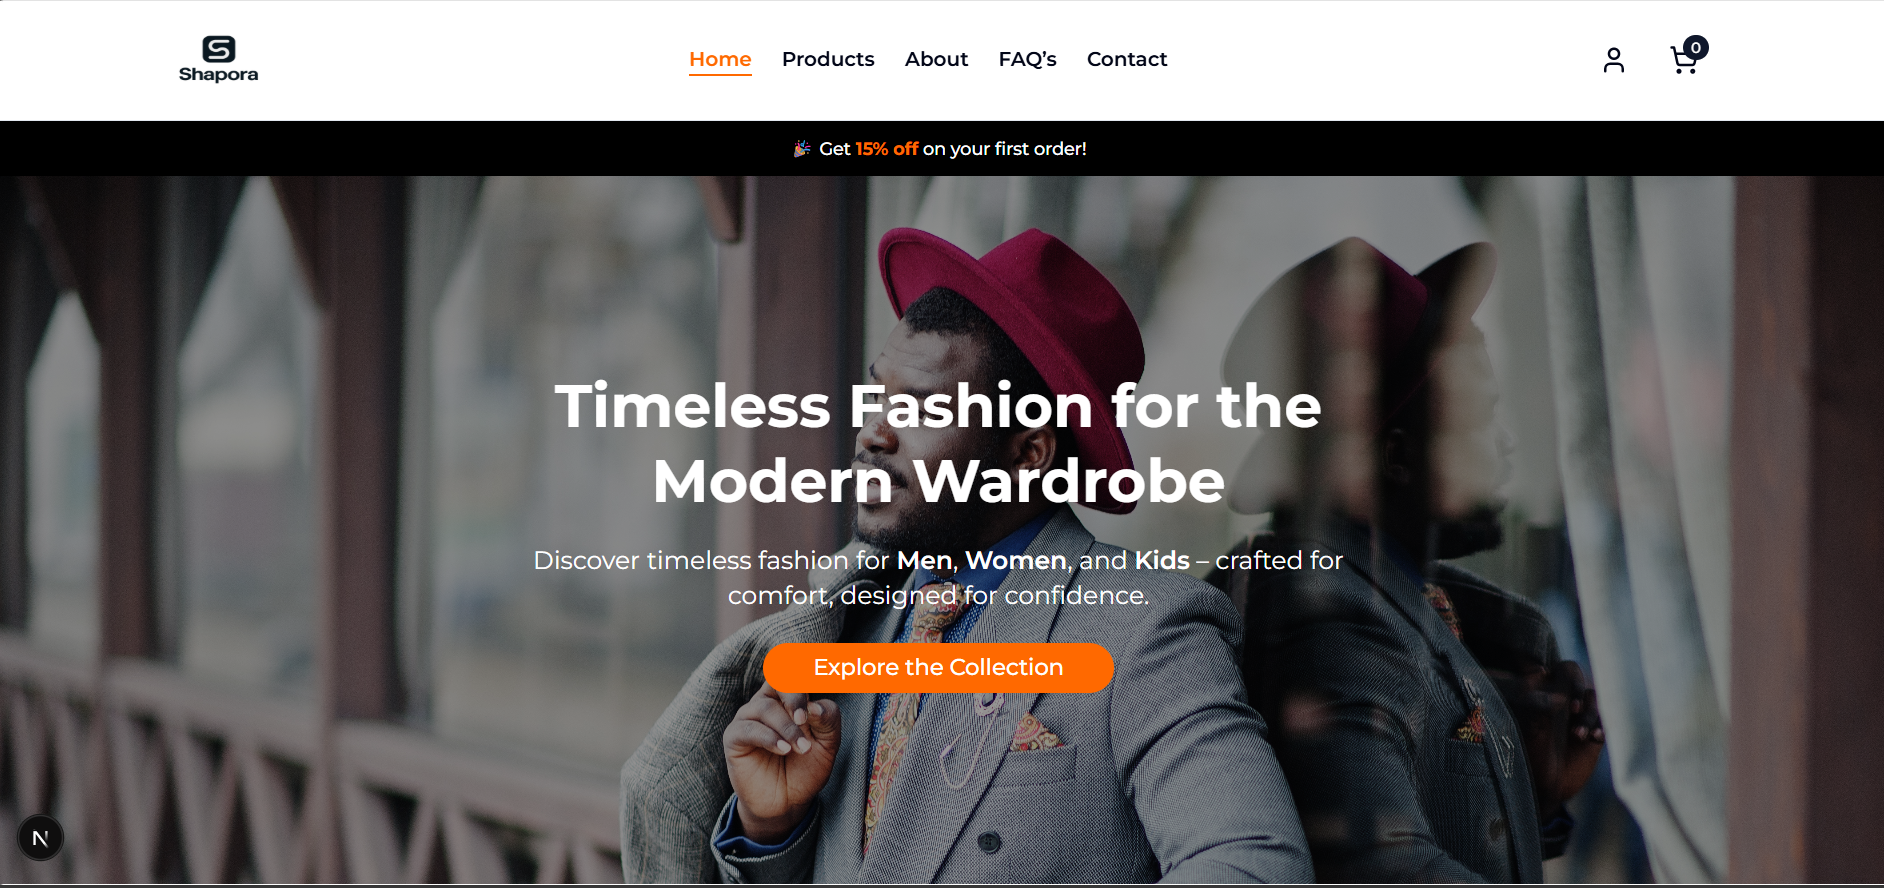 Shapora
Home Products About FAQ’s Contact
0
🎉 Get 15% off on your first order!
Timeless Fashion for the
Modern Wardrobe
Discover timeless fashion for Men, Women, and Kids – crafted for
comfort, designed for confidence.
Explore the Collection
N